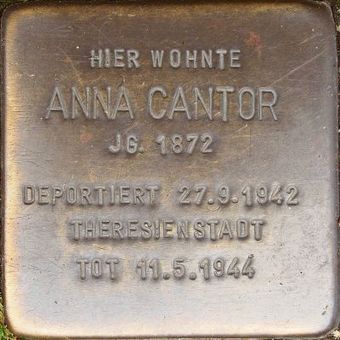 HIER WOHNTE
ANNA CANTOR
JG. 1872
DEPORTIERT 27.9.1942
THERESIENSTADT
TOT 11.5.1944